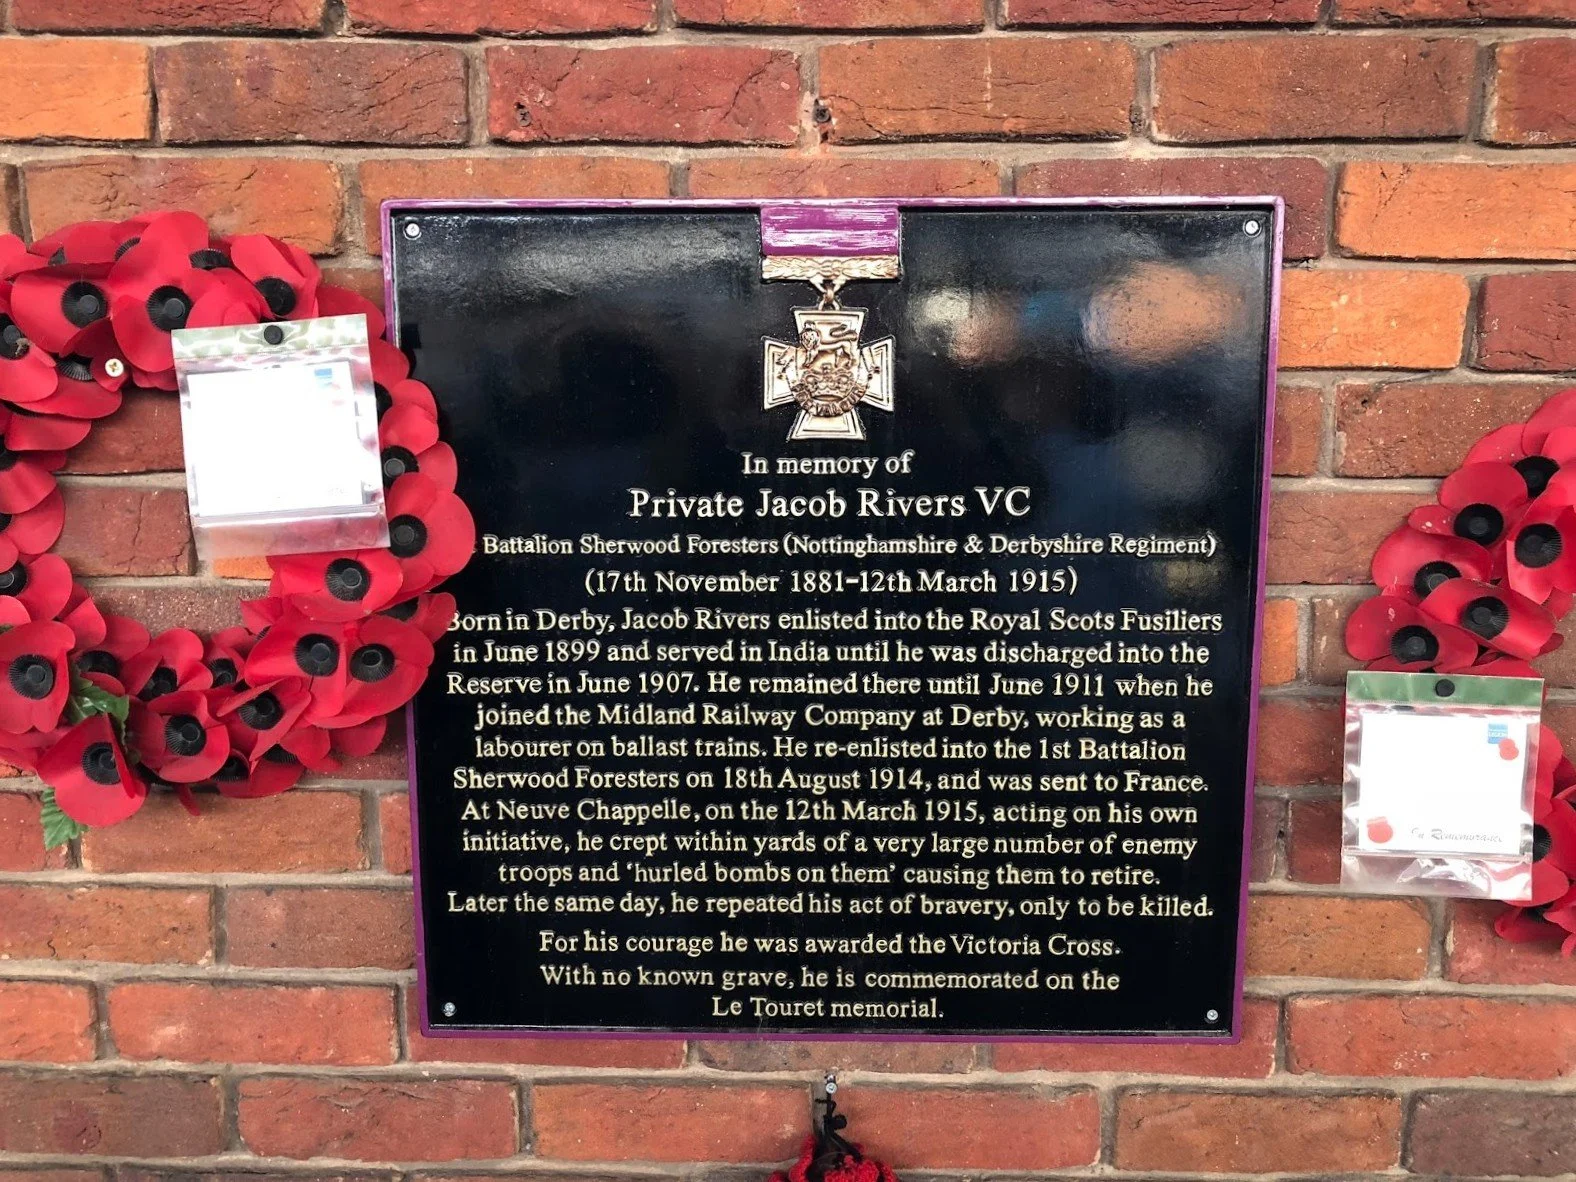 In memory of
Private Jacob Rivers VC
Battalion Sherwood Foresters (Nottinghamshire & Derbyshire Regiment)
(17th November 1881-12th March 1915)
Born in Derby, Jacob Rivers enlisted into the Royal Scots Fusiliers
in June 1899 and served in India until he was discharged into the
Reserve in June 1907. He remained there until June 1911 when he
joined the Midland Railway Company at Derby, working as a
labourer on ballast trains. He re-enlisted into the 1st Battalion
Sherwood Foresters on 18th August 1914, and was sent to France.
At Neuve Chappelle, on the 12th March 1915, acting on his own
initiative, he crept within yards of a very large number of enemy
troops and ‘hurled bombs on them’ causing them to retire.
Later the same day, he repeated his act of bravery, only to be killed.
For his courage he was awarded the Victoria Cross.
With no known grave, he is commemorated on the
Le Touret memorial.
In Remembrance